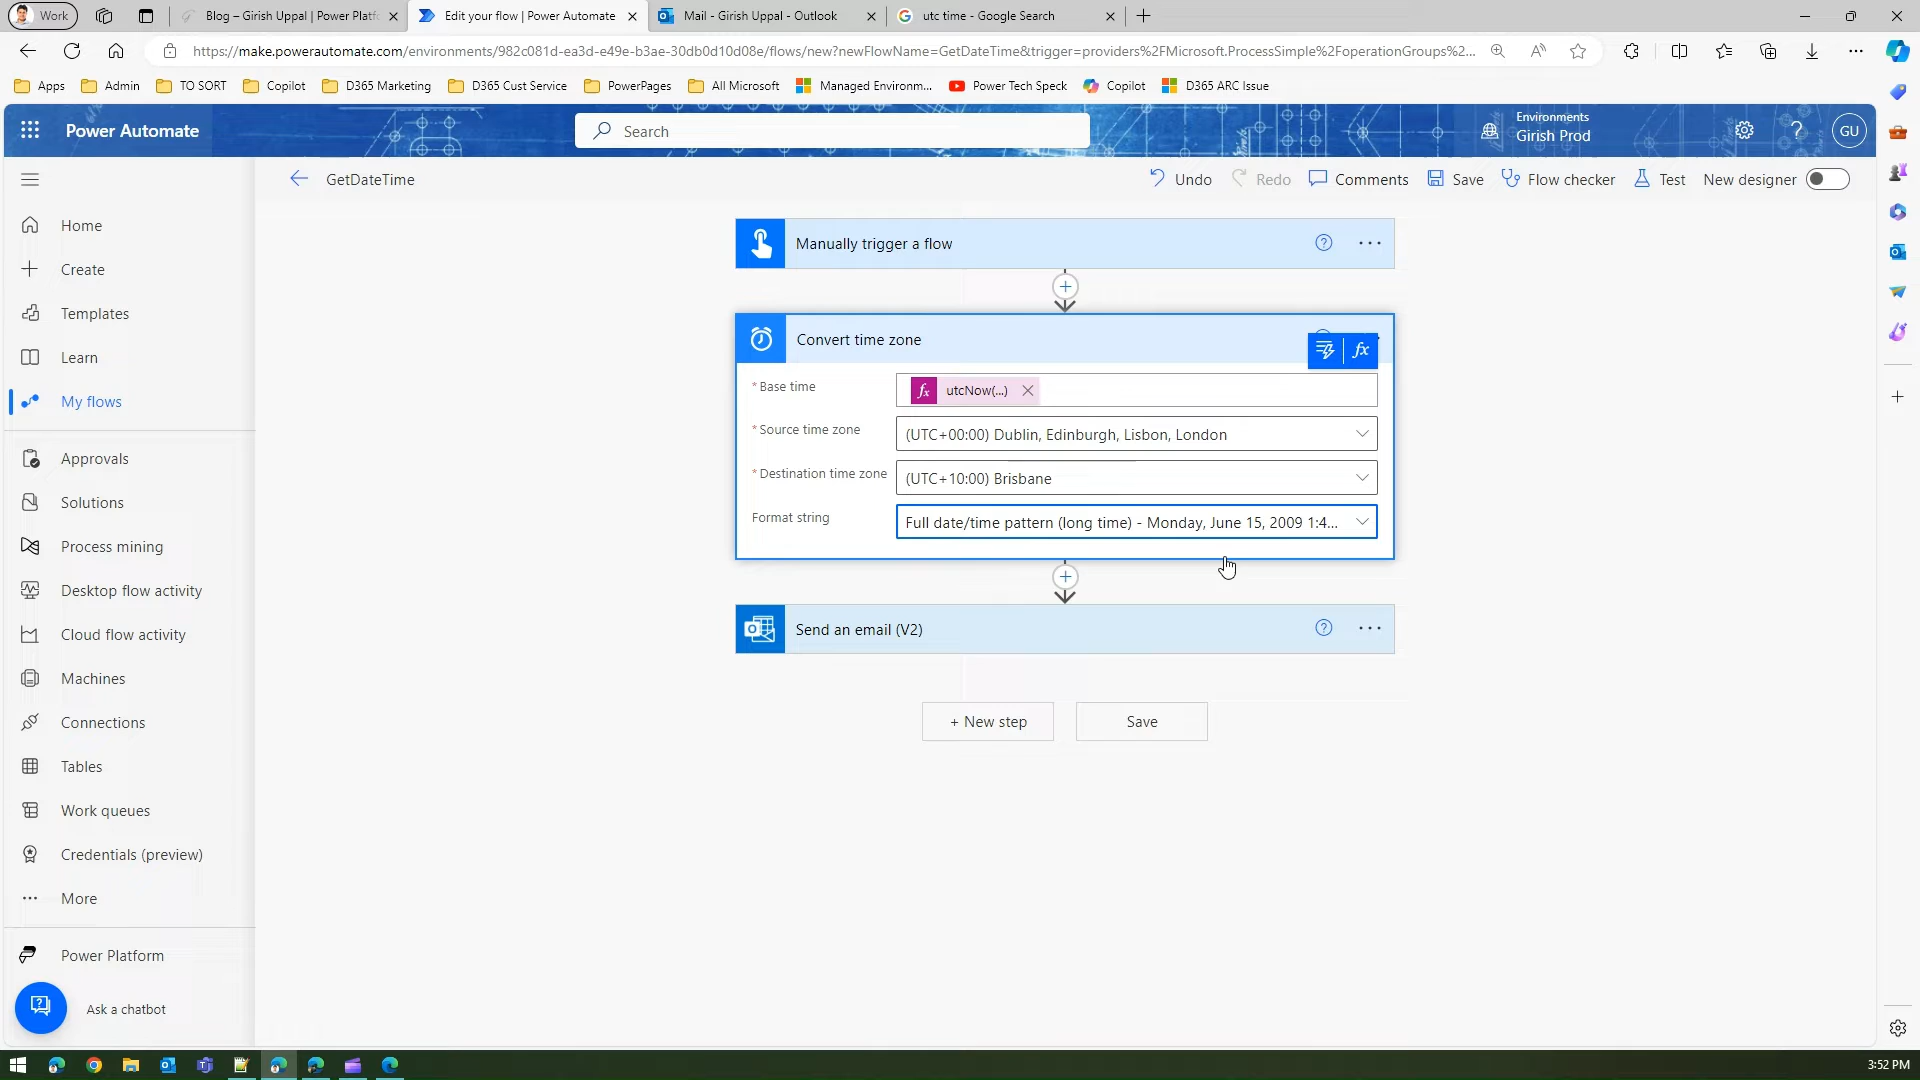 Work
Blog – Girish Uppal | Power Platf
Edit your flow | Power Automate
Mail - Girish Uppal - Outlook
utc time - Google Search
https://make.powerautomate.com/environments/982c081d-ea3d-e49e-b3ae-30db0d10d08e/flows/new?newFlowName=GetDateTime&trigger=providers%2FMicrosoft.ProcessSimple%2FoperationGroups%2...
Apps
Admin
TO SORT
Copilot
D365 Marketing
D365 Cust Service
PowerPages
All Microsoft
Managed Environm...
Power Tech Speck
Copilot
D365 ARC Issue
Power Automate
Search
Environments
Girish Prod
GU
GetDateTime
Undo
Redo
Comments
Save
Flow checker
Test
New designer
Home
Create
Templates
Learn
My flows
Approvals
Solutions
Process mining
Desktop flow activity
Cloud flow activity
Machines
Connections
Tables
Work queues
Credentials (preview)
More
Power Platform
Ask a chatbot
Manually trigger a flow
Convert time zone
fx
* Base time
fx utcNow(...)
* Source time zone
(UTC+00:00) Dublin, Edinburgh, Lisbon, London
* Destination time zone
(UTC+10:00) Brisbane
Format string
Full date/time pattern (long time) - Monday, June 15, 2009 1:4...
Send an email (V2)
+ New step
Save
3:52 PM